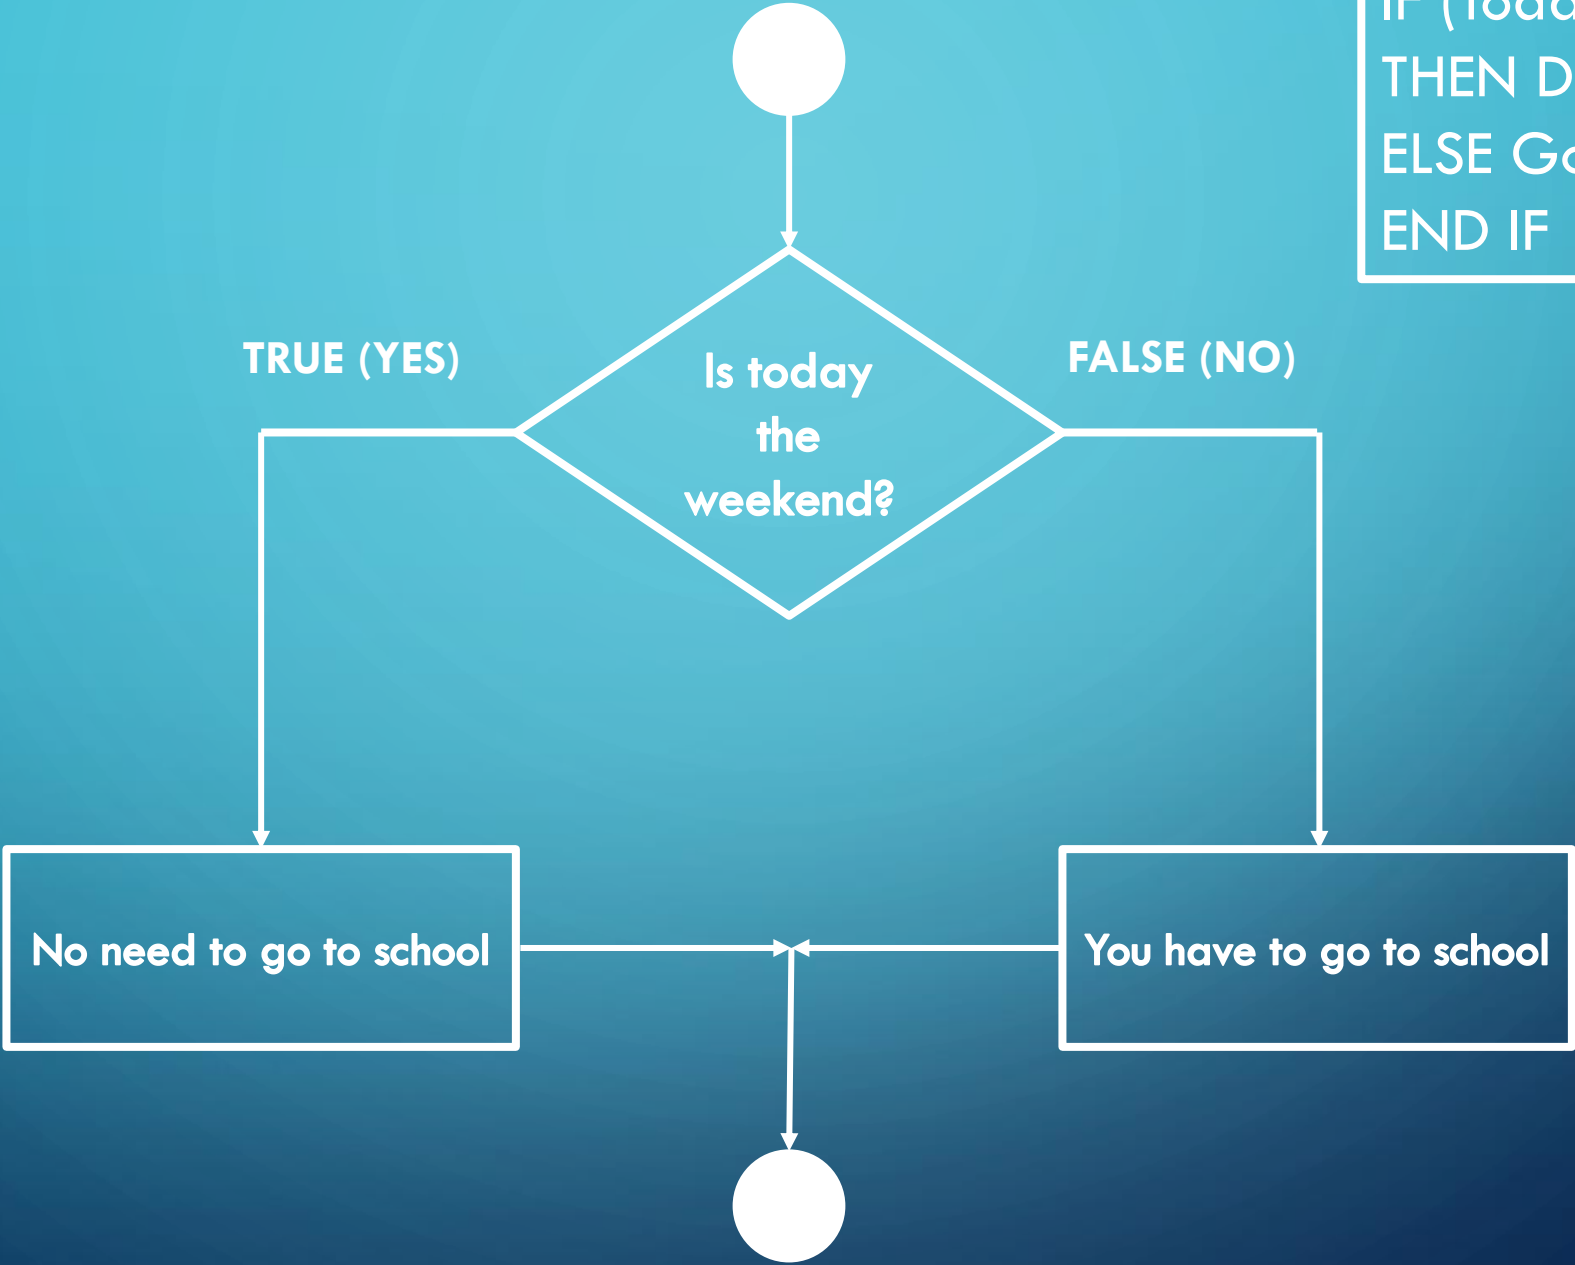 IF
THEN
ELSE
END IF
TRUE (YES)
FALSE (NO)
Is today
the
weekend?
No need to go to school
You have to go to school